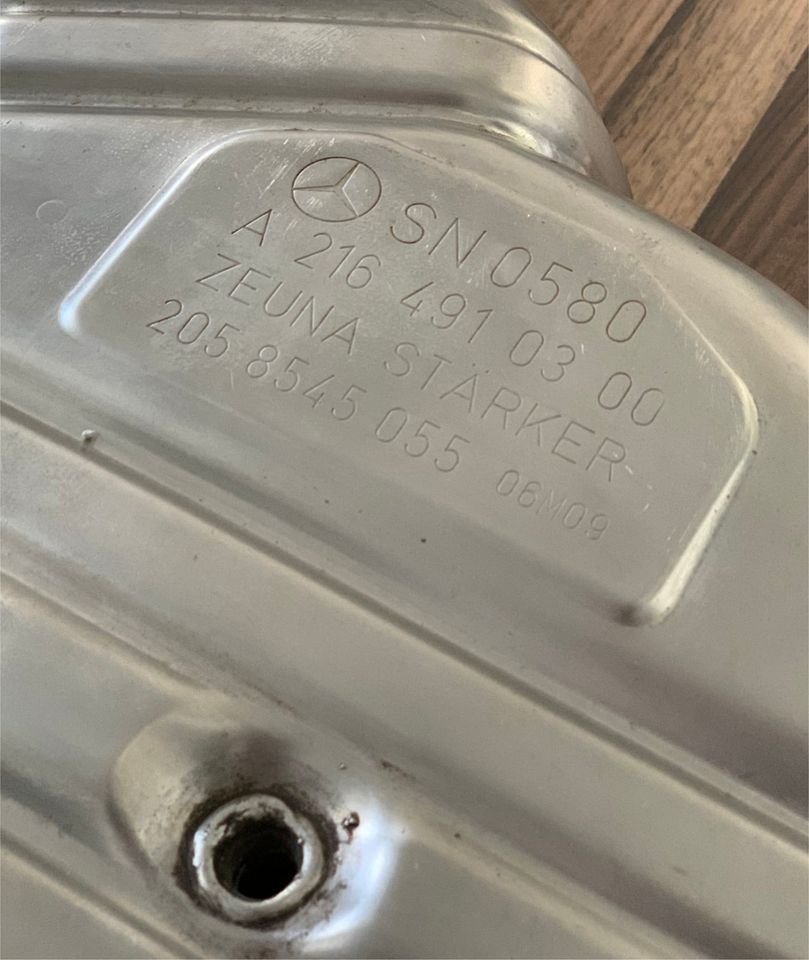 SN 0580
A 216 491 03 00
ZEUNA STÄRKER
205 8545 055 06M09